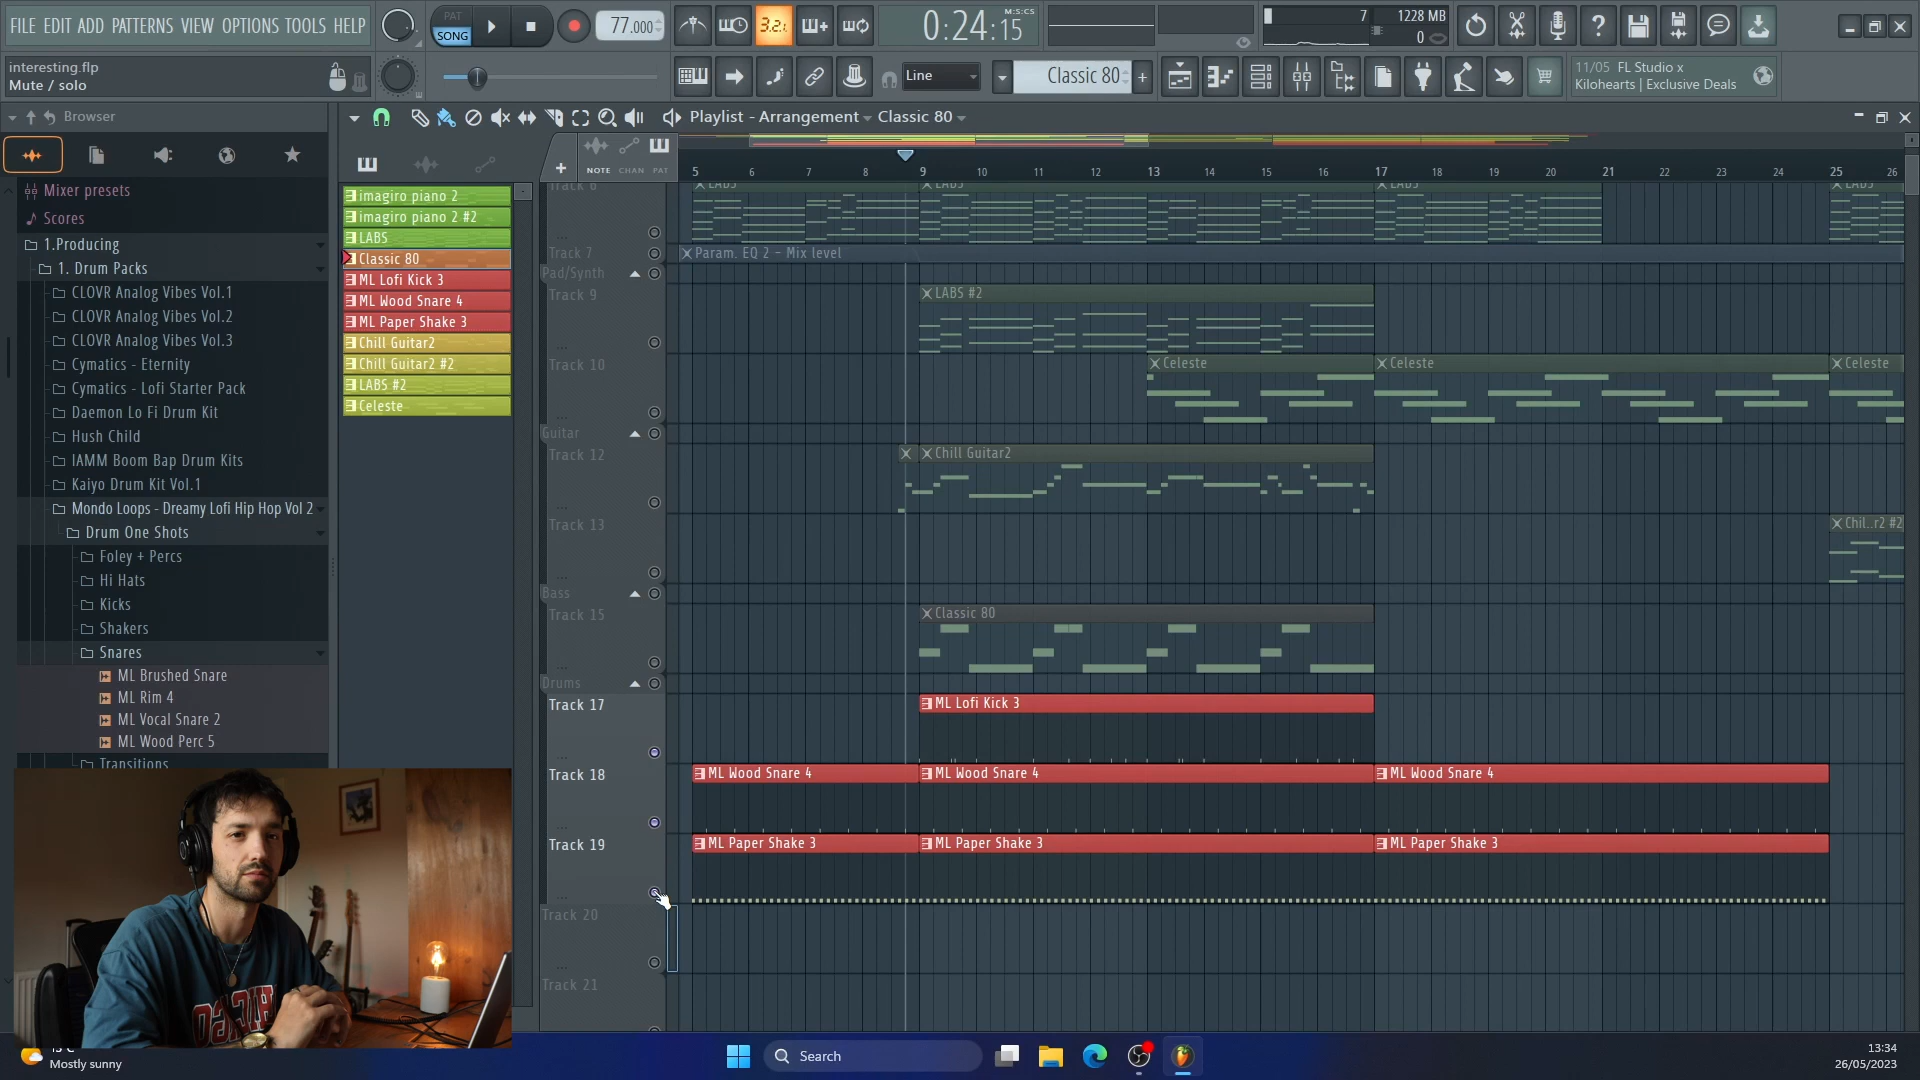 FILE EDIT ADD PATTERNS VIEW OPTIONS TOOLS HELP
PAT
SONG
77.000
3.2.
0:24:15
M:S:CS
7
1228 MB
0
interesting.flp
Mute / solo
Line
Classic 80
11/05 FL Studio x
Kilohearts | Exclusive Deals
Browser
Playlist - Arrangement
Classic 80
NOTE CHAN PAT
5 6 7 8 9 10 11 12 13 14 15 16 17 18 19 20 21 22 23 24 25 26
Mixer presets
Scores
1.Producing
1. Drum Packs
CLOVR Analog Vibes Vol.1
CLOVR Analog Vibes Vol.2
CLOVR Analog Vibes Vol.3
Cymatics - Eternity
Cymatics - Lofi Starter Pack
Daemon Lo Fi Drum Kit
Hush Child
IAMM Boom Bap Drum Kits
Kaiyo Drum Kit Vol.1
Mondo Loops - Dreamy Lofi Hip Hop Vol 2
Drum One Shots
Foley + Percs
Hi Hats
Kicks
Shakers
Snares
ML Brushed Snare
ML Rim 4
ML Vocal Snare 2
ML Wood Perc 5
Transitions
imagiro piano 2
imagiro piano 2 #2
LABS
Classic 80
ML Lofi Kick 3
ML Wood Snare 4
ML Paper Shake 3
Chill Guitar2
Chill Guitar2 #2
LABS #2
Celeste
Track 6
LABS
LABS
LABS
LABS
Track 7
Param. EQ 2 - Mix level
Pad/Synth
Track 9
LABS #2
Track 10
Celeste
Celeste
Celeste
Guitar
Track 12
Chill Guitar2
Track 13
Chil..r2 #2
Bass
Track 15
Classic 80
Drums
Track 17
ML Lofi Kick 3
Track 18
ML Wood Snare 4
ML Wood Snare 4
ML Wood Snare 4
Track 19
ML Paper Shake 3
ML Paper Shake 3
ML Paper Shake 3
Track 20
Track 21
Mostly sunny
Search
13:34
26/05/2023